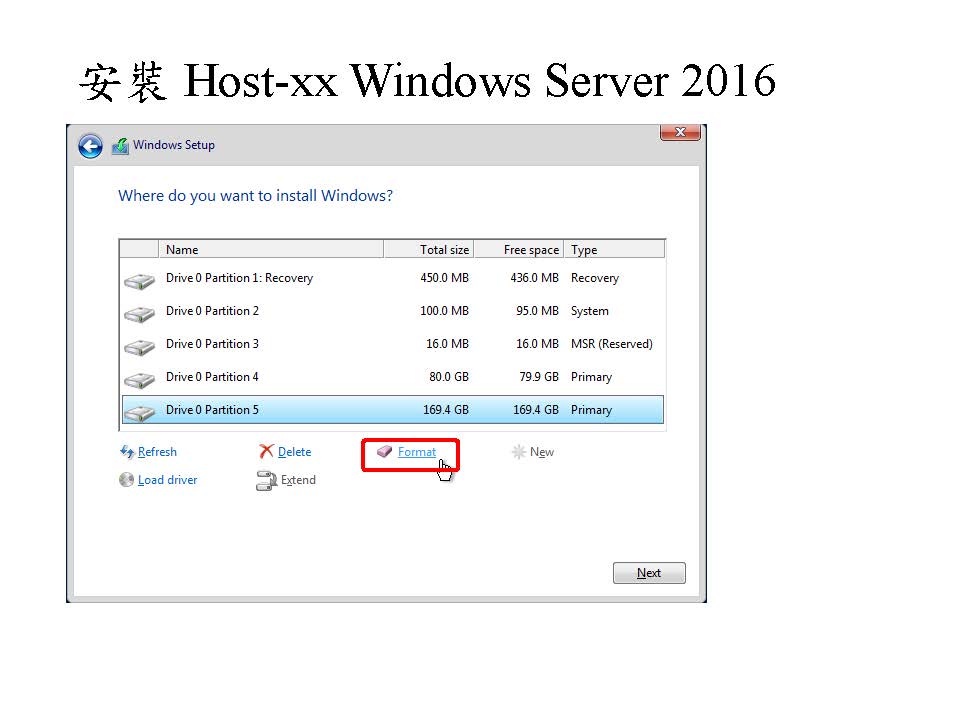 安裝 Host-xx Windows Server 2016
Windows Setup
Where do you want to install Windows?
Name Total size Free space Type
Drive 0 Partition 1: Recovery 450.0 MB 436.0 MB Recovery
Drive 0 Partition 2 100.0 MB 95.0 MB System
Drive 0 Partition 3 16.0 MB 16.0 MB MSR (Reserved)
Drive 0 Partition 4 80.0 GB 79.9 GB Primary
Drive 0 Partition 5 169.4 GB 169.4 GB Primary
Refresh Delete Format New
Load driver Extend
Next